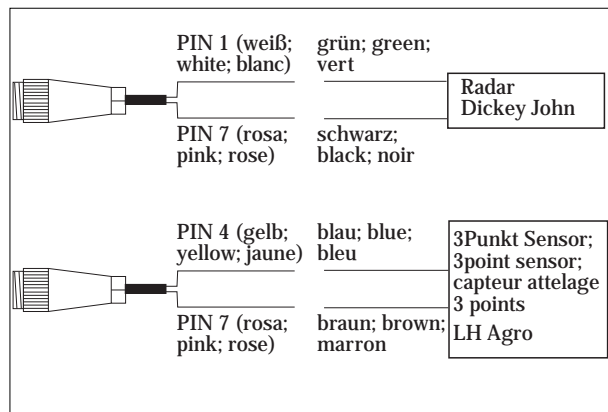 PIN 1 (weiß;
white; blanc)
grün; green;
vert
Radar
Dickey John
PIN 7 (rosa;
pink; rose)
schwarz;
black; noir
PIN 4 (gelb;
yellow; jaune)
blau; blue;
bleu
3Punkt Sensor;
3point sensor;
capteur attelage
3 points
LH Agro
PIN 7 (rosa;
pink; rose)
braun; brown;
marron